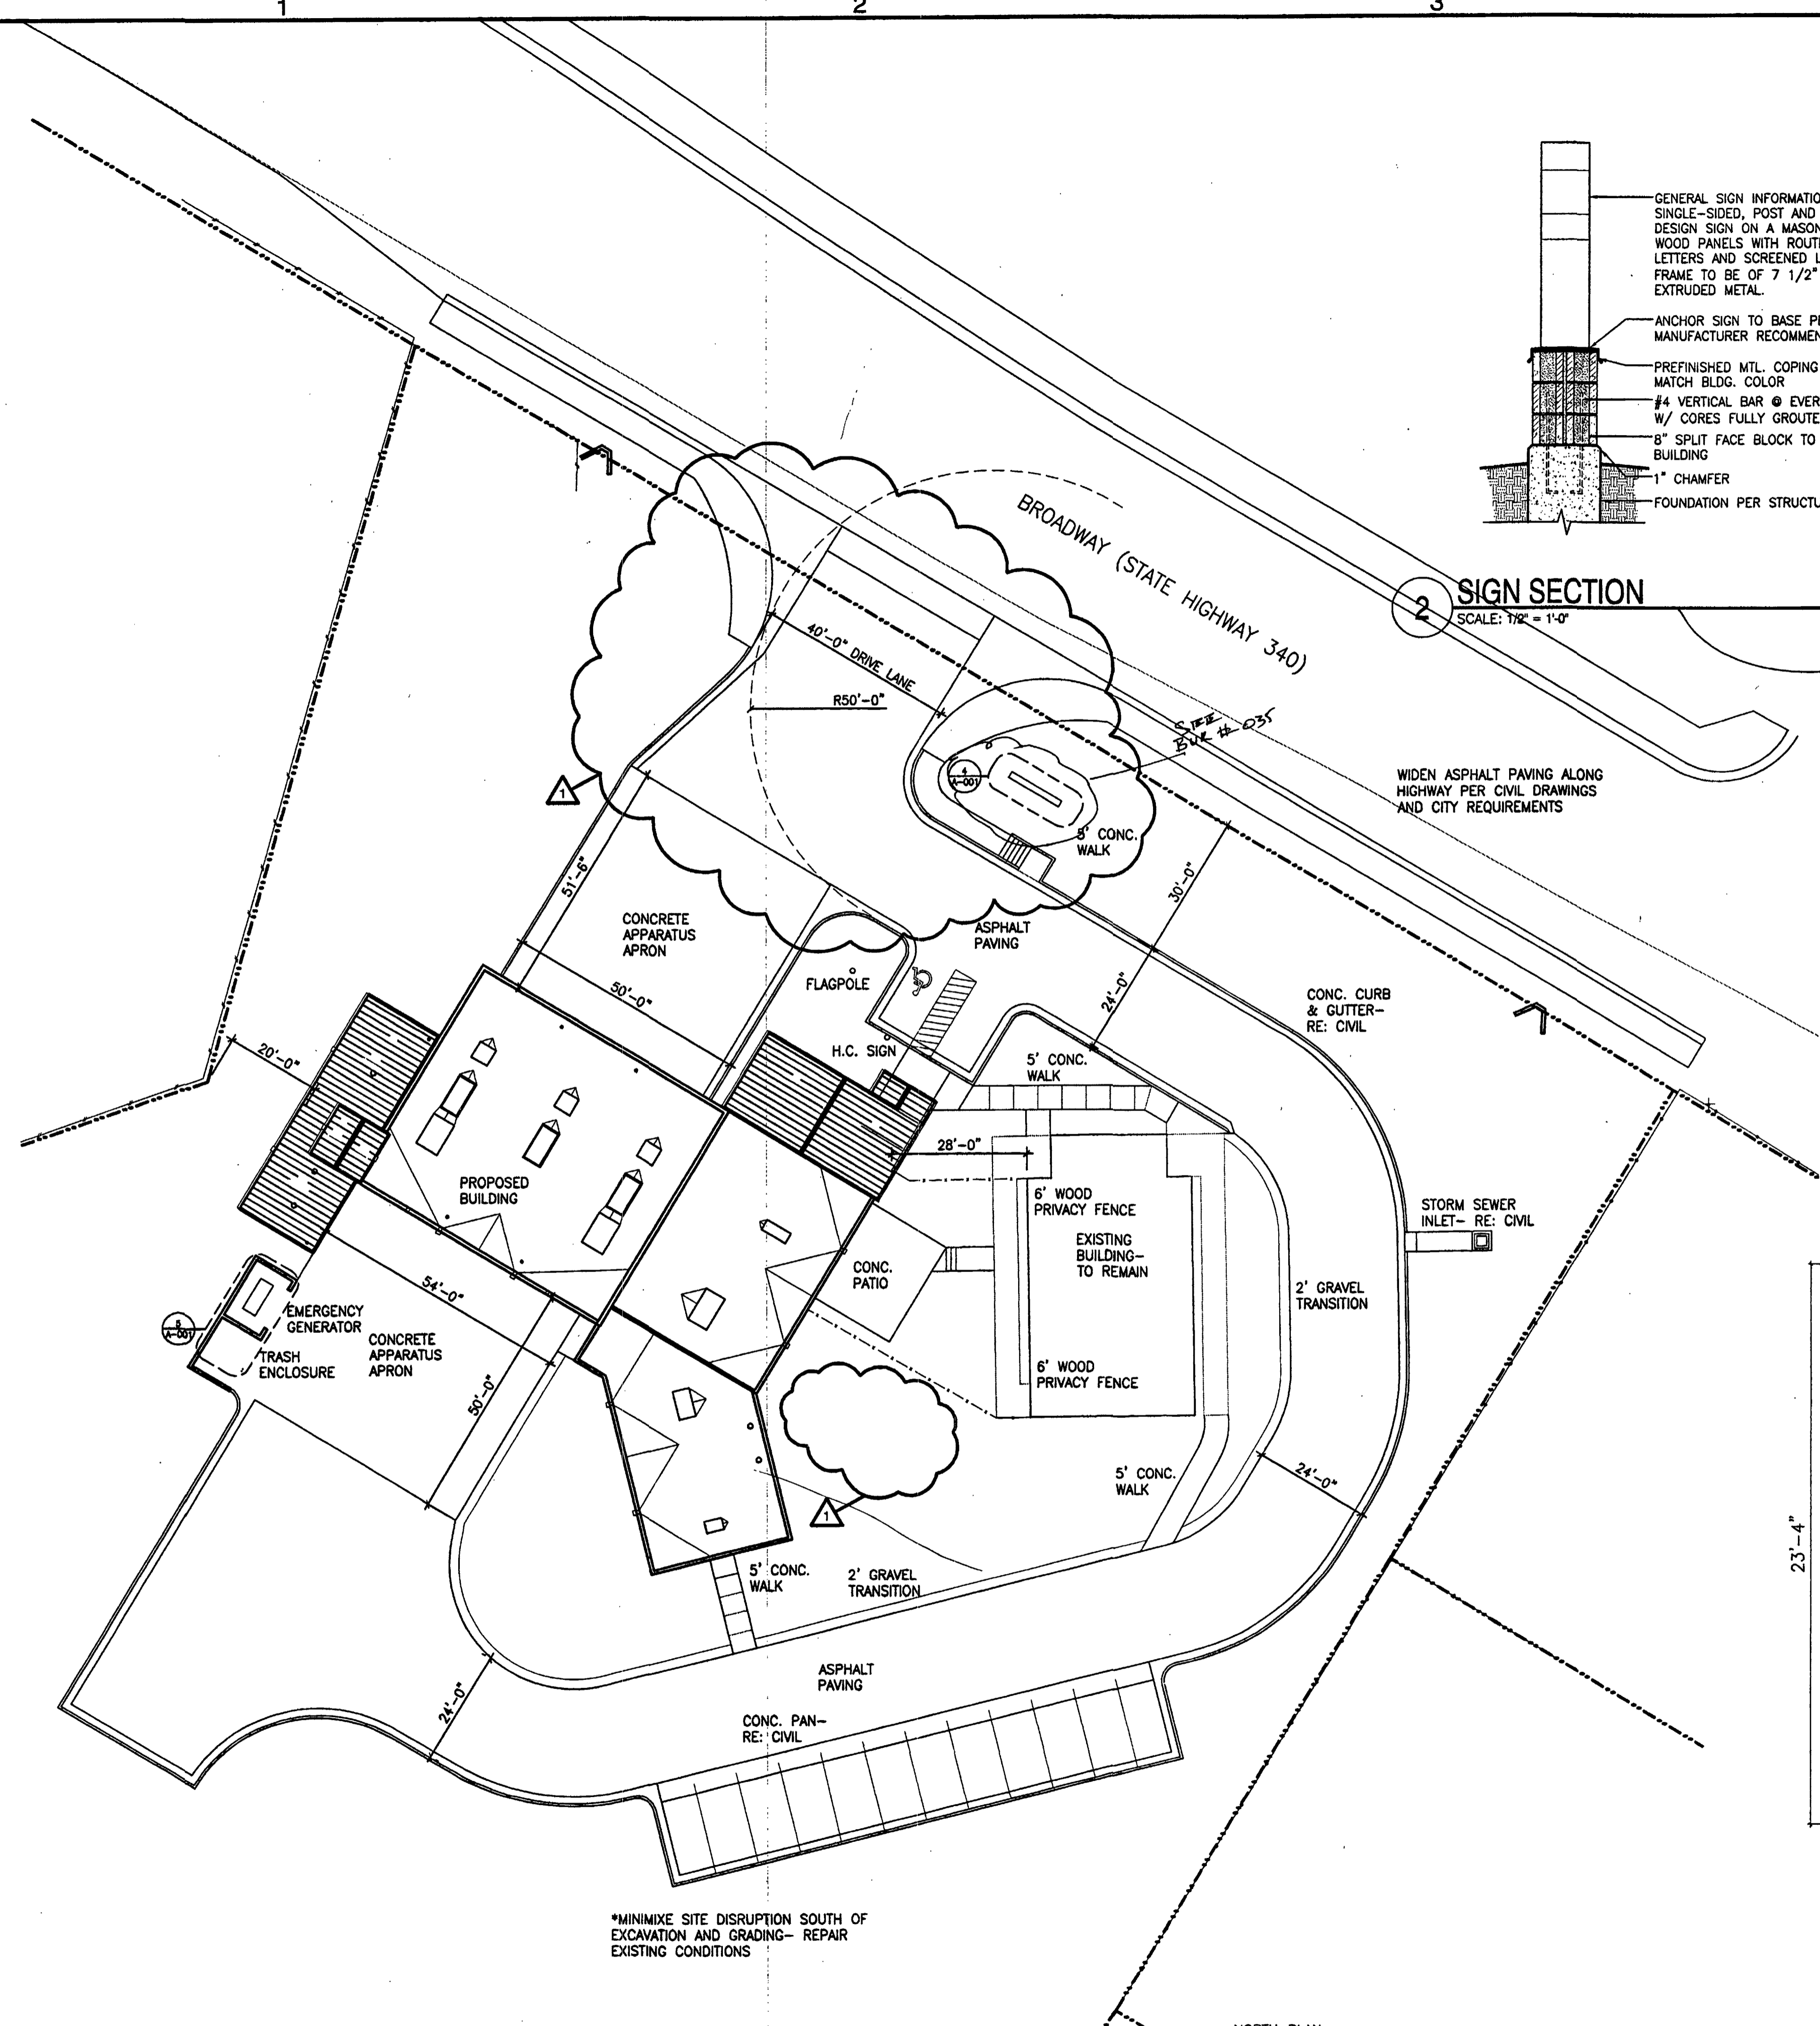 1
2
3
GENERAL SIGN
SINGLE-SIDED, POST AND
DESIGN SIGN ON A
WOOD PANELS WITH
LETTERS AND SCREENED
FRAME TO BE OF 7 1/2"
EXTRUDED METAL.
ANCHOR SIGN TO BASE
MANUFACTURER
PREFINISHED MTL. COPING
MATCH BLDG. COLOR
#4 VERTICAL BAR @
W/ CORES FULLY
8" SPLIT FACE BLOCK TO
BUILDING
1" CHAMFER
FOUNDATION PER
2
SIGN SECTION
SCALE: 1/2" = 1'-0"
BROADWAY (STATE HIGHWAY 340)
40'-0" DRIVE LANE
R50'-0"
SEE
# 035
4
A-001
5' CONC.
WALK
WIDEN ASPHALT PAVING ALONG
HIGHWAY PER CIVIL DRAWINGS
AND CITY REQUIREMENTS
1
51'-6"
30'-0"
CONCRETE
APPARATUS
APRON
ASPHALT
PAVING
FLAGPOLE
50'-0"
24'-0"
CONC. CURB
& GUTTER-
RE: CIVIL
20'-0"
H.C. SIGN
5' CONC.
WALK
28'-0"
PROPOSED
BUILDING
6' WOOD
PRIVACY FENCE
STORM SEWER
INLET- RE: CIVIL
EXISTING
BUILDING-
TO REMAIN
CONC.
PATIO
54'-0"
2' GRAVEL
TRANSITION
5
A-001
EMERGENCY
GENERATOR
CONCRETE
APPARATUS
APRON
TRASH
ENCLOSURE
6' WOOD
PRIVACY FENCE
50'-0"
5' CONC.
WALK
24'-0"
1
23'-4"
5' CONC.
WALK
2' GRAVEL
TRANSITION
ASPHALT
PAVING
24'-0"
CONC. PAN-
RE: CIVIL
*MINIMIXE SITE DISRUPTION SOUTH OF
EXCAVATION AND GRADING- REPAIR
EXISTING CONDITIONS